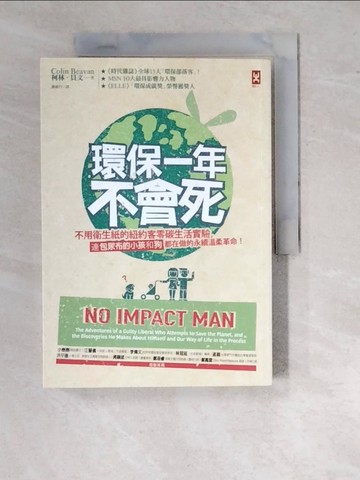 Colin Beavan
柯林‧貝文
《時代雜誌》全球15大「環保部落客」!
MSN 10大最具影響力人物
《ELLE》「環保成就獎」榮譽獲獎人
環保一年
不會死
不用衛生紙的紐約客零碳生活實驗,
連包尿布的小孩和狗都在做的永續溫柔革命!
NO IMPACT MAN
The Adventures of a Guilty Liberal Who Attempts to Save the Planet, and
the Discoveries He Makes About Himself and Our Way of Life in the Process